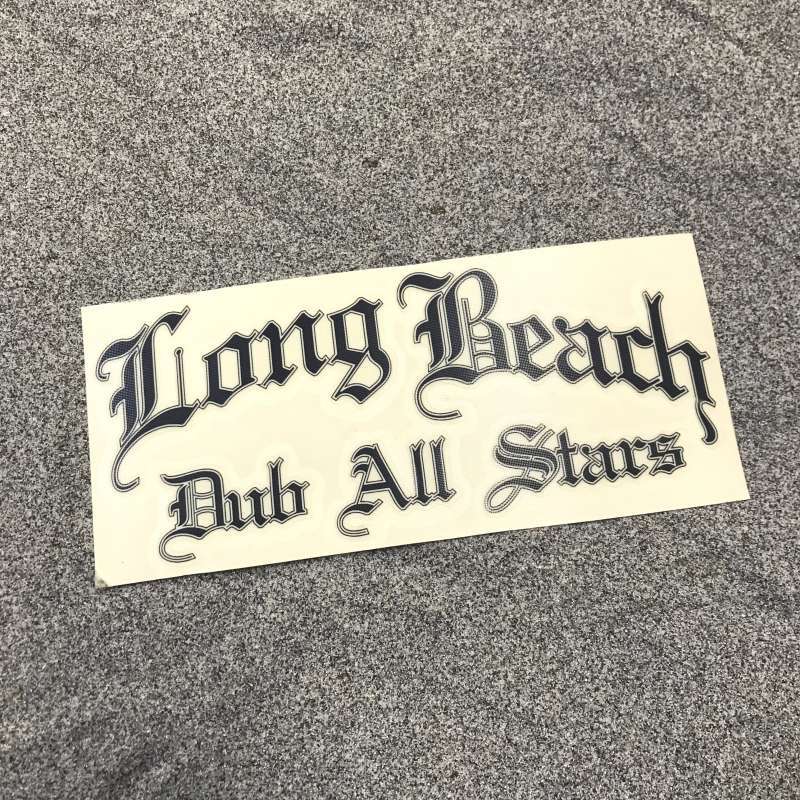 Long Beach
Dub All Stars